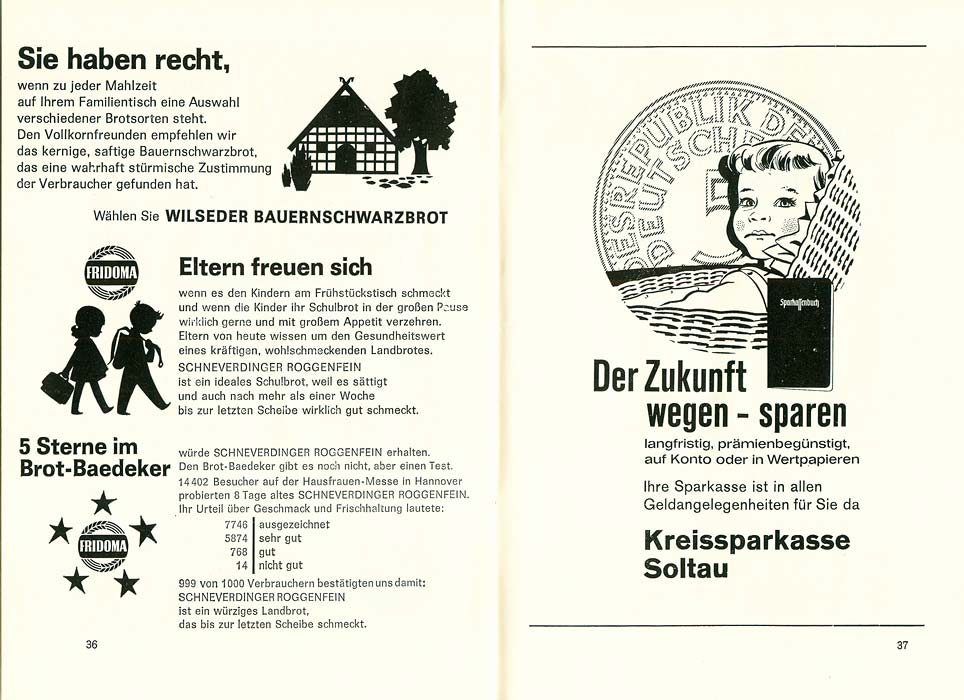 Sie haben recht,
wenn zu jeder Mahlzeit
auf Ihrem Familientisch eine Auswahl
verschiedener Brotsorten steht.
Den Vollkornfreunden empfehlen wir
das kernige, saftige Bauernschwarzbrot,
das eine wahrhaft stürmische Zustimmung
der Verbraucher gefunden hat.
Wählen Sie WILSEDER BAUERNSCHWARZBROT
FRIDOMA
Eltern freuen sich
wenn es den Kindern am Frühstückstisch schmeckt
und wenn die Kinder ihr Schulbrot in der großen Pause
wirklich gerne und mit großem Appetit verzehren.
Eltern von heute wissen um den Gesundheitswert
eines kräftigen, wohlschmeckenden Landbrotes.
SCHNEVERDINGER ROGGENFEIN
ist ein ideales Schulbrot, weil es sättigt
und auch nach mehr als einer Woche
bis zur letzten Scheibe wirklich gut schmeckt.
5 Sterne im
Brot-Baedeker
FRIDOMA
würde SCHNEVERDINGER ROGGENFEIN erhalten.
Den Brot-Baedeker gibt es noch nicht, aber einen Test.
14402 Besucher auf der Hausfrauen-Messe in Hannover
probierten 8 Tage altes SCHNEVERDINGER ROGGENFEIN.
Ihr Urteil über Geschmack und Frischhaltung lautete:
7746 ausgezeichnet
5874 sehr gut
768 gut
14 nicht gut
999 von 1000 Verbrauchern bestätigten uns damit:
SCHNEVERDINGER ROGGENFEIN
ist ein würziges Landbrot,
das bis zur letzten Scheibe schmeckt.
36
DESREPUBLIK DE
DEUTSCH
5
Sparkassenbuch
Der Zukunft
wegen - sparen
langfristig, prämienbegünstigt,
auf Konto oder in Wertpapieren
Ihre Sparkasse ist in allen
Geldangelegenheiten für Sie da
Kreissparkasse
Soltau
37